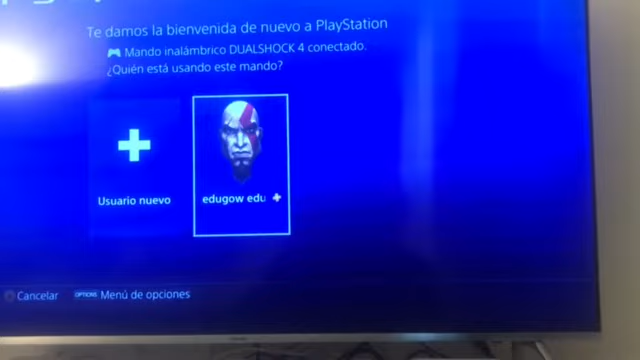 Te damos la bienvenida de nuevo a PlayStation
Mando inalámbrico DUALSHOCK 4 conectado.
¿Quién está usando este mando?
Usuario nuevo
edugow edu
Cancelar
OPTIONS Menú de opciones